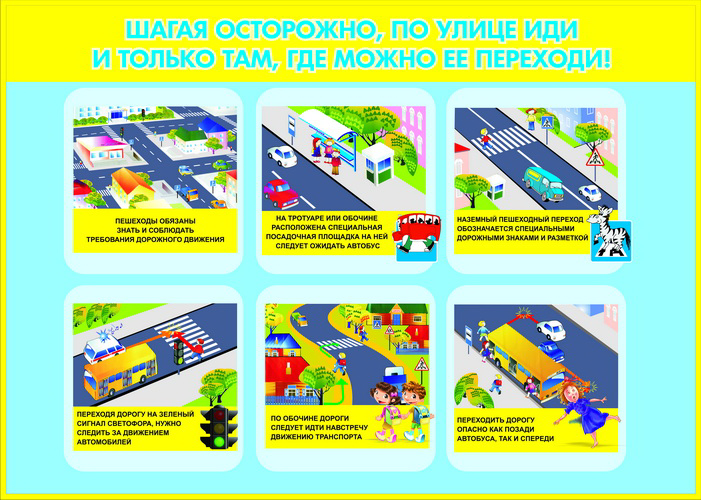 ШАГАЯ ОСТОРОЖНО, ПО УЛИЦЕ ИДИ
И ТОЛЬКО ТАМ, ГДЕ МОЖНО ЕЕ ПЕРЕХОДИ!
ПЕШЕХОДЫ ОБЯЗАНЫ
ЗНАТЬ И СОБЛЮДАТЬ
ТРЕБОВАНИЯ ДОРОЖНОГО ДВИЖЕНИЯ
НА ТРОТУАРЕ ИЛИ ОБОЧИНЕ
РАСПОЛОЖЕНА СПЕЦИАЛЬНАЯ
ПОСАДОЧНАЯ ПЛОЩАДКА НА НЕЙ
СЛЕДУЕТ ОЖИДАТЬ АВТОБУС
НАЗЕМНЫЙ ПЕШЕХОДНЫЙ ПЕРЕХОД
ОБОЗНАЧАЕТСЯ СПЕЦИАЛЬНЫМИ
ДОРОЖНЫМИ ЗНАКАМИ И РАЗМЕТКОЙ
ПЕРЕХОДЯ ДОРОГУ НА ЗЕЛЕНЫЙ
СИГНАЛ СВЕТОФОРА, НУЖНО
СЛЕДИТЬ ЗА ДВИЖЕНИЕМ
АВТОМОБИЛЕЙ
ПО ОБОЧИНЕ ДОРОГИ
СЛЕДУЕТ ИДТИ НАВСТРЕЧУ
ДВИЖЕНИЮ ТРАНСПОРТА
ПЕРЕХОДИТЬ ДОРОГУ
ОПАСНО КАК ПОЗАДИ
АВТОБУСА, ТАК И СПЕРЕДИ